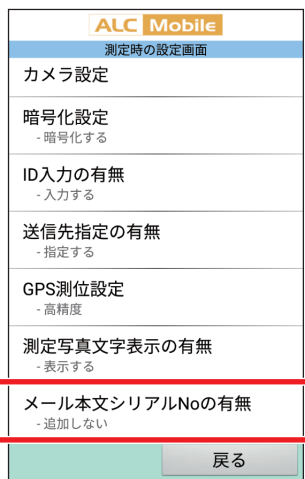 ALC Mobile
測定時の設定画面
カメラ設定
暗号化設定
- 暗号化する
ID入力の有無
- 入力する
送信先指定の有無
- 指定する
GPS測位設定
- 高精度
測定写真文字表示の有無
- 表示する
メール本文シリアルNoの有無
- 追加しない
戻る